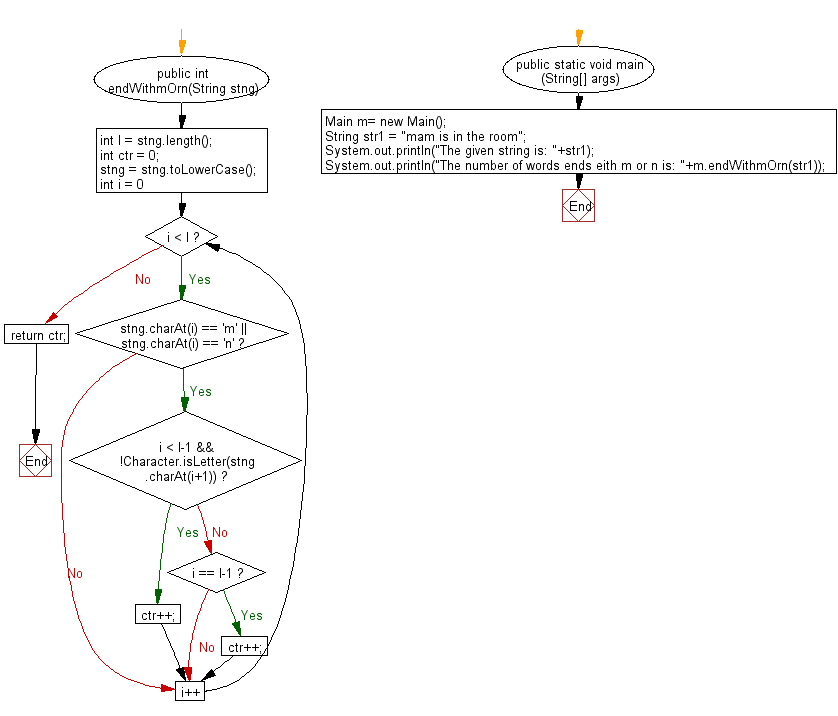 public int
endWithmOrn(String stng)
int l = stng.length();
int ctr = 0;
stng = stng.toLowerCase();
int i = 0
i < l ?
No
Yes
return ctr;
End
stng.charAt(i) == 'm' ||
stng.charAt(i) == 'n' ?
Yes
No
i < l-1 &&
!Character.isLetter(stng
.charAt(i+1)) ?
Yes
No
i == l-1 ?
ctr++;
Yes
No
ctr++;
i++
public static void main
(String[] args)
Main m= new Main();
String str1 = "mam is in the room";
System.out.println("The given string is: "+str1);
System.out.println("The number of words ends eith m or n is: "+m.endWithmOrn(str1));
End